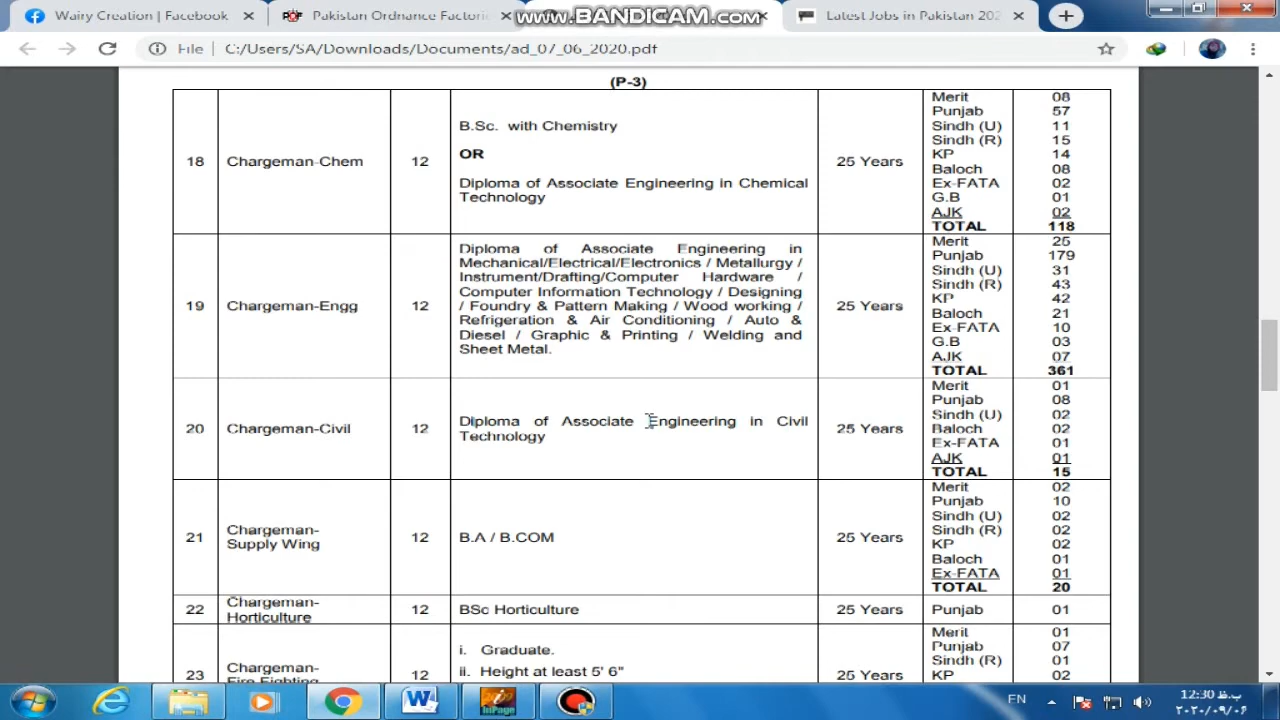 Wairy Creation | Facebook
Pakistan Ordnance Factorie
www.BANDICAM.com
Latest Jobs in Pakistan 202
File C:/Users/SA/Downloads/Documents/ad_07_06_2020.pdf
(P-3)
18
Chargeman-Chem
12
B.Sc. with Chemistry
OR
Diploma of Associate Engineering in Chemical
Technology
25 Years
Merit 08
Punjab 57
Sindh (U) 11
Sindh (R) 15
KP 14
Baloch 08
Ex-FATA 02
G.B 01
AJK 02
TOTAL 118
19
Chargeman-Engg
12
Diploma of Associate Engineering in
Mechanical/Electrical/Electronics / Metallurgy /
Instrument/Drafting/Computer Hardware /
Computer Information Technology / Designing
/ Foundry & Pattern Making / Wood working /
Refrigeration & Air Conditioning / Auto &
Diesel / Graphic & Printing / Welding and
Sheet Metal.
25 Years
Merit 25
Punjab 179
Sindh (U) 31
Sindh (R) 43
KP 42
Baloch 21
Ex-FATA 10
G.B 03
AJK 07
TOTAL 361
20
Chargeman-Civil
12
Diploma of Associate Engineering in Civil
Technology
25 Years
Merit 01
Punjab 08
Sindh (U) 02
Baloch 02
Ex-FATA 01
AJK 01
TOTAL 15
21
Chargeman-
Supply Wing
12
B.A / B.COM
25 Years
Merit 02
Punjab 10
Sindh (U) 02
Sindh (R) 02
KP 02
Baloch 01
Ex-FATA 01
TOTAL 20
22
Chargeman-
Horticulture
12
BSc Horticulture
25 Years
Punjab 01
23
Chargeman-
Fire Fighting
12
i. Graduate.
ii. Height at least 5' 6"
25 Years
Merit 01
Punjab 07
Sindh (R) 01
KP 02
InPage
EN
12:30 ب.ظ
۲۰۲۰/۰۹/۰۶